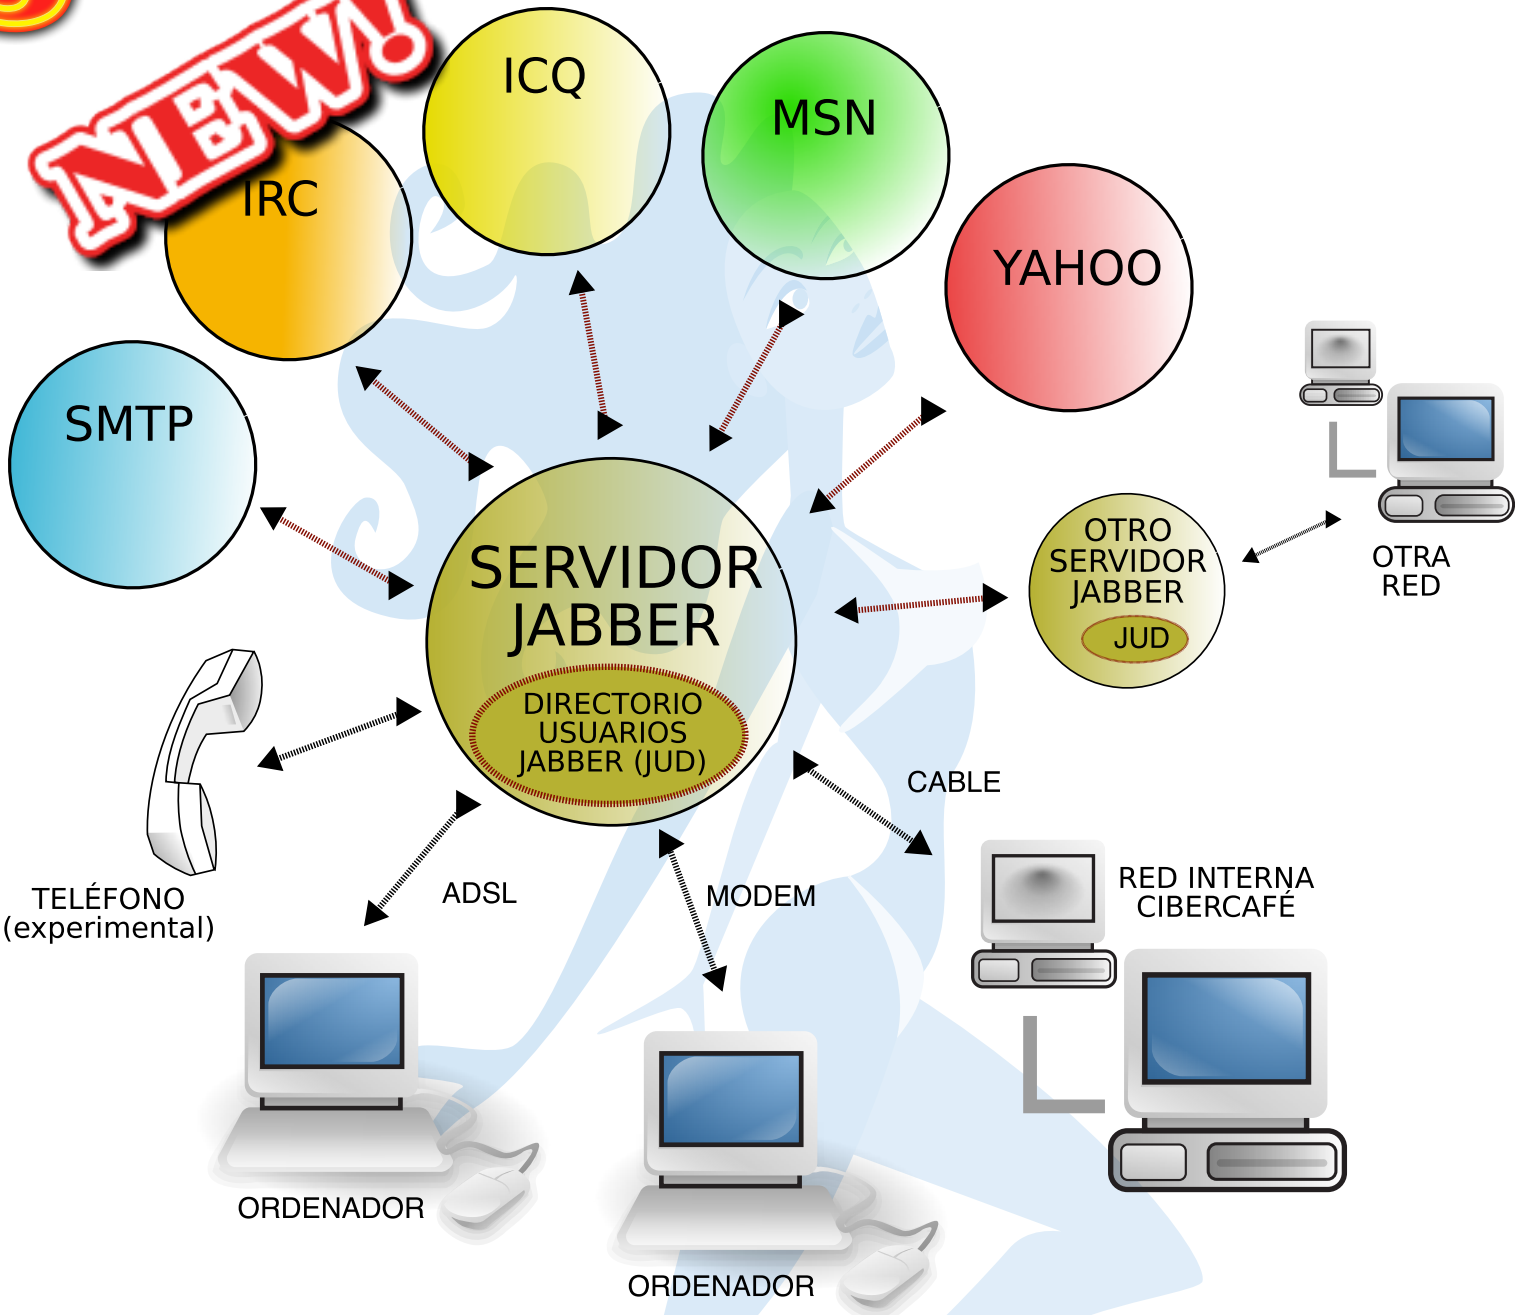 NEW!
ICQ
MSN
IRC
YAHOO
SMTP
SERVIDOR
JABBER
DIRECTORIO
USUARIOS
JABBER (JUD)
OTRO
SERVIDOR
JABBER
JUD
OTRA
RED
CABLE
TELÉFONO
(experimental)
ADSL
MODEM
RED INTERNA
CIBERCAFÉ
ORDENADOR
ORDENADOR